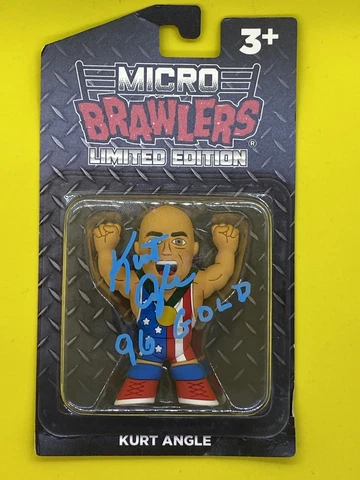 3+
MICRO
BRAWLERS®
LIMITED EDITION
Kurt
Angle
96 GOLD
KURT ANGLE